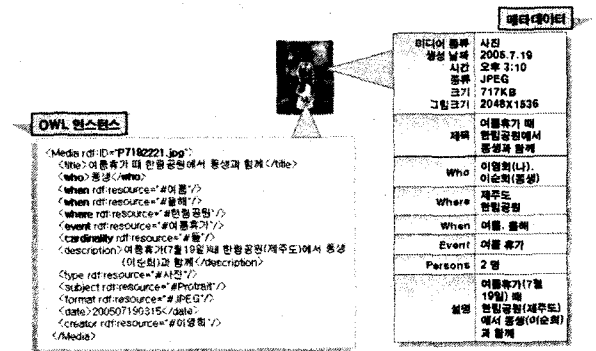 메타데이터
미디어 종류 사진
생성 날짜 2005.7.19
시간 오후 3:10
종류 JPEG
크기 717KB
그림크기 2048X1536
제목 여름휴가 때
한림공원에서
동생과 함께
Who 이영희(나).
이순희(동생)
Where 제주도
한림공원
When 여름, 올해
Event 여름 휴가
Persons 2 명
설명 여름휴가(7월
19일) 때
한림공원(제주도)
에서 동생(이순희)
과 함께
OWL 인스턴스
<Media rdf:ID="P7182221.jpg">
<title>여름휴가 때 한림공원에서 동생과 함께</title>
<who>동생</who>
<when rdf:resource="#여름"/>
<when rdf:resource="#올해"/>
<where rdf:resource="#한림공원"/>
<event rdf:resource="#여름휴가"/>
<cardinality rdf:resource="#둘"/>
<description>여름휴가(7월19일)때 한림공원(제주도)에서 동생
(이순희)과 함께</description>
<type rdf:resource="#사진"/>
<subject rdf:resource="#Protrait"/>
<format rdf:resource="#JPEG"/>
<date>200507190315</date>
<creator rdf:resource="#이영희"/>
</Media>